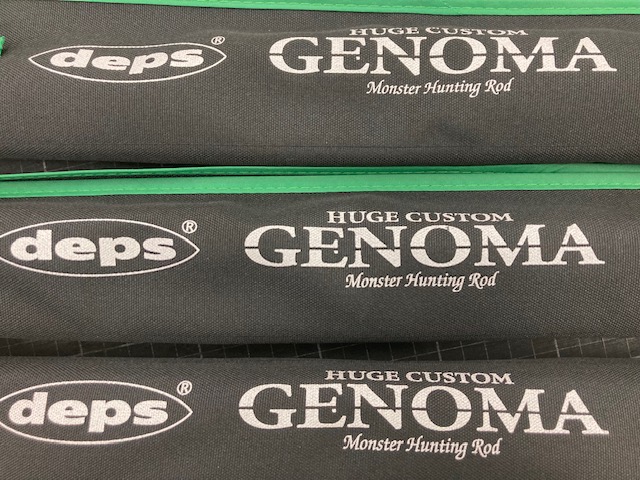 deps®
HUGE CUSTOM
GENOMA
Monster Hunting Rod
deps®
HUGE CUSTOM
GENOMA
Monster Hunting Rod
deps®
HUGE CUSTOM
GENOMA
Monster Hunting Rod